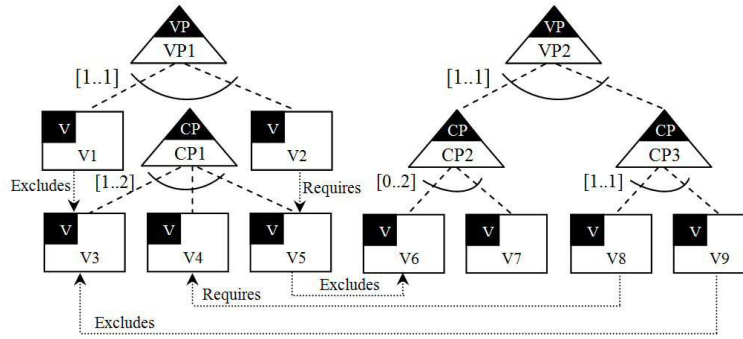 VP VP
VP1 VP2
[1..1] [1..1]
V CP V CP CP
V1 CP1 V2 CP2 CP3
Excludes [1..2] Requires [0..2] [1..1]
V V V V V V V
V3 V4 V5 V6 V7 V8 V9
Excludes
Requires
Excludes